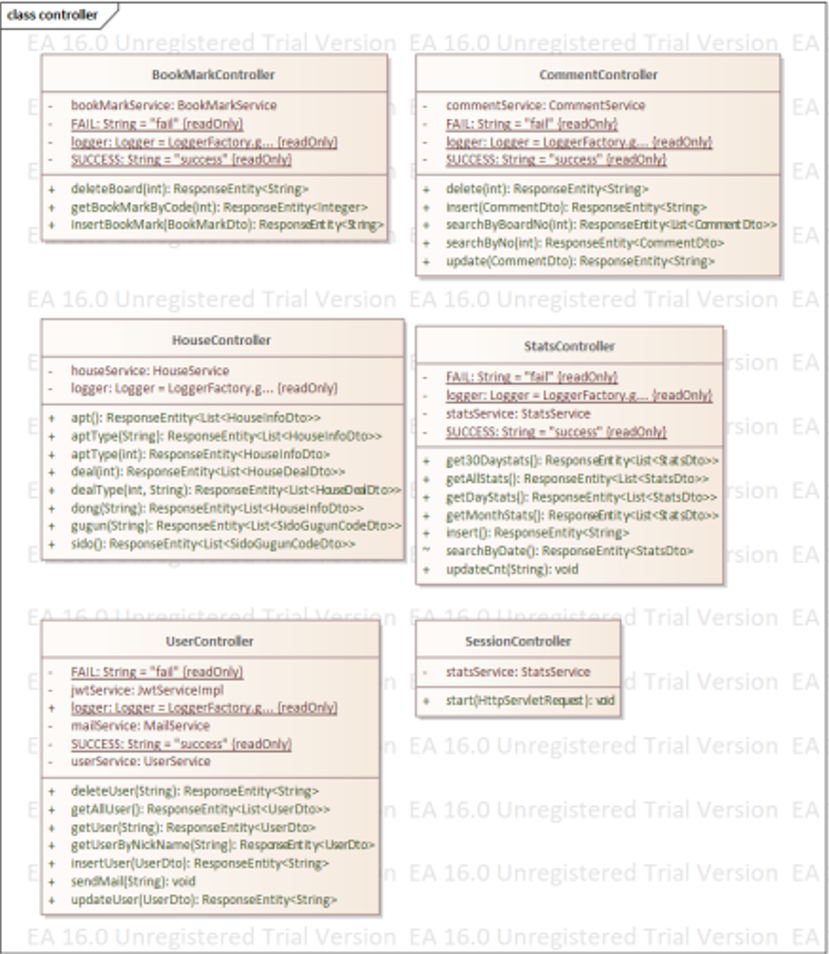 class controller
EA 16.0 Unregistered Trial Version EA 16.0 Unregistered Trial Version EA
BookMarkController
- bookMarkService: BookMarkService
- FAIL: String = "fail" {readOnly}
- logger: Logger = LoggerFactory.g... {readOnly}
- SUCCESS: String = "success" {readOnly}
+ deleteBoard(int): ResponseEntity<String>
+ getBookMarkByCode(int): ResponseEntity<Integer>
+ insertBookMark(BookMarkDto): ResponseEntity<String>
CommentController
- commentService: CommentService
- FAIL: String = "fail" {readOnly}
- logger: Logger = LoggerFactory.g... {readOnly}
- SUCCESS: String = "success" {readOnly}
+ delete(int): ResponseEntity<String>
+ insert(CommentDto): ResponseEntity<String>
+ searchByBoardNo(int): ResponseEntity<List<CommentDto>>
+ searchByNo(int): ResponseEntity<CommentDto>
+ update(CommentDto): ResponseEntity<String>
EA 16.0 Unregistered Trial Version EA 16.0 Unregistered Trial Version EA
HouseController
- houseService: HouseService
- logger: Logger = LoggerFactory.g... {readOnly}
+ apt(): ResponseEntity<List<HouseInfoDto>>
+ aptType(String): ResponseEntity<List<HouseInfoDto>>
+ aptType(int): ResponseEntity<HouseInfoDto>
+ deal(int): ResponseEntity<List<HouseDealDto>>
+ dealType(int, String): ResponseEntity<List<HouseDealDto>>
+ dong(String): ResponseEntity<List<HouseInfoDto>>
+ gugun(String): ResponseEntity<List<SidoGugunCodeDto>>
+ sido(): ResponseEntity<List<SidoGugunCodeDto>>
StatsController
- FAIL: String = "fail" {readOnly}
- logger: Logger = LoggerFactory.g... {readOnly}
- statsService: StatsService
- SUCCESS: String = "success" {readOnly}
+ get30Daystats(): ResponseEntity<List<StatsDto>>
+ getAllStats(): ResponseEntity<List<StatsDto>>
+ getDayStats(): ResponseEntity<List<StatsDto>>
+ getMonthStats(): ResponseEntity<List<StatsDto>>
+ insert(): ResponseEntity<String>
~ searchByDate(): ResponseEntity<StatsDto>
+ updateCnt(String): void
EA 16.0 Unregistered Trial Version EA 16.0 Unregistered Trial Version EA
UserController
- FAIL: String = "fail" {readOnly}
- jwtService: JwtServiceImpl
+ logger: Logger = LoggerFactory.g... {readOnly}
- mailService: MailService
- SUCCESS: String = "success" {readOnly}
- userService: UserService
+ deleteUser(String): ResponseEntity<String>
+ getAllUser(): ResponseEntity<List<UserDto>>
+ getUser(String): ResponseEntity<UserDto>
+ getUserByNickName(String): ResponseEntity<UserDto>
+ insertUser(UserDto): ResponseEntity<String>
+ sendMail(String): void
+ updateUser(UserDto): ResponseEntity<String>
SessionController
- statsService: StatsService
+ start(HttpServletRequest): void
EA 16.0 Unregistered Trial Version EA 16.0 Unregistered Trial Version EA